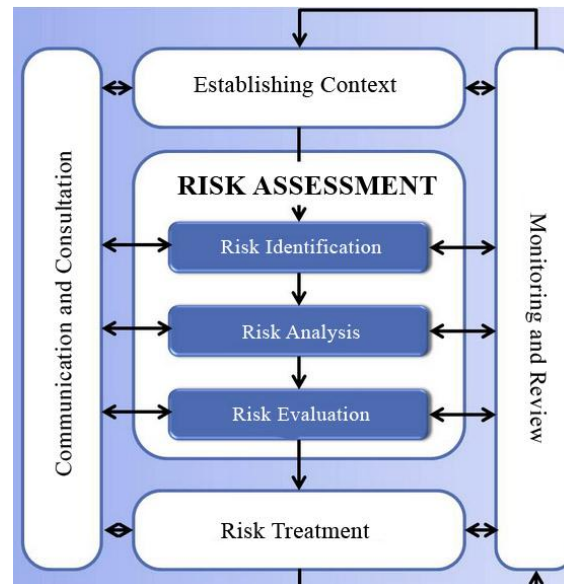 Establishing Context
RISK ASSESSMENT
Risk Identification
Risk Analysis
Risk Evaluation
Risk Treatment
Communication and Consultation
Monitoring and Review